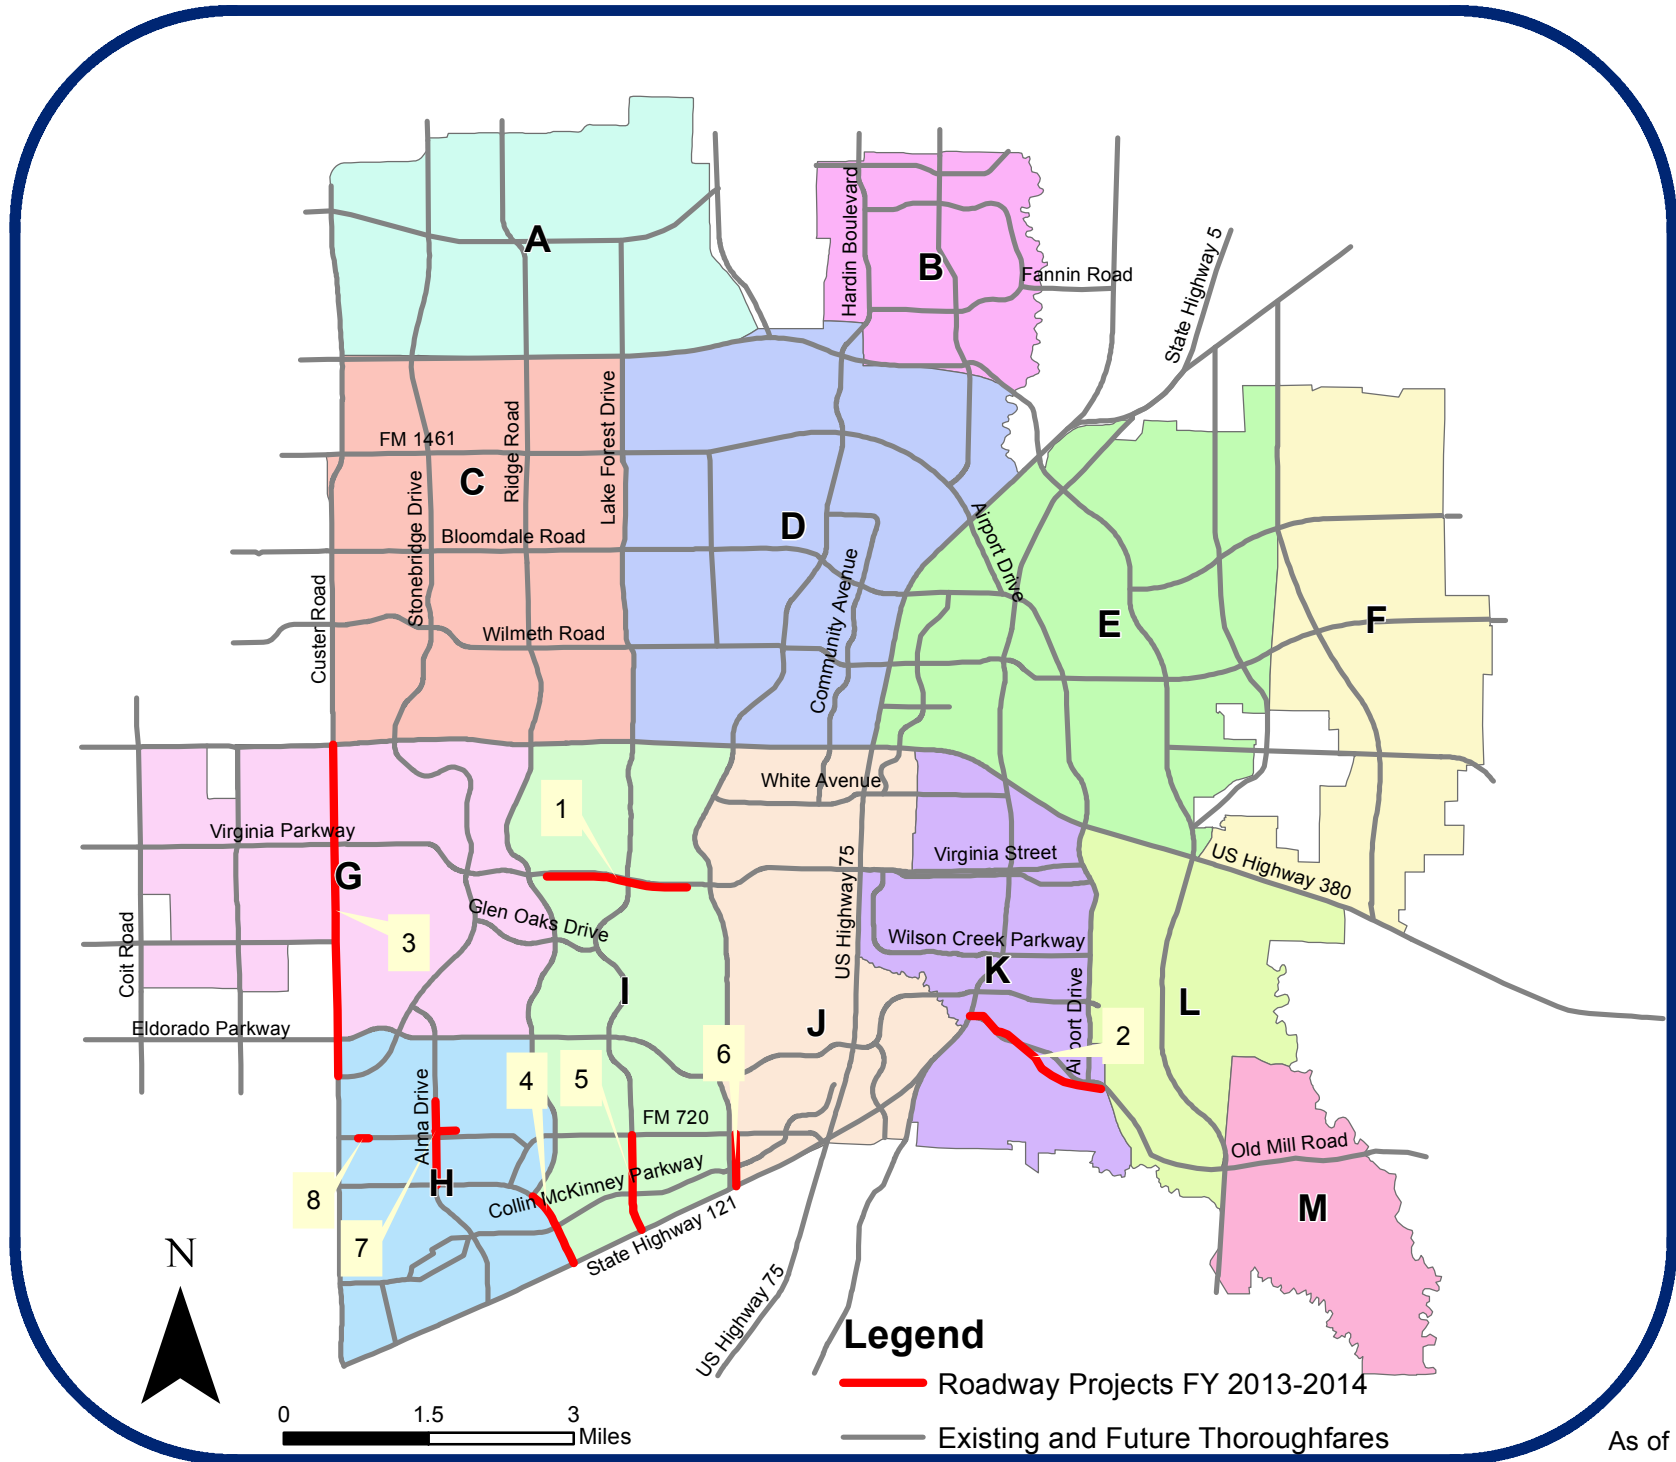 A
B
Hardin Boulevard
Fannin Road
State Highway 5
Lake Forest Drive
Ridge Road
FM 1461
C
Stonebridge Drive
D
Airport Drive
Bloomdale Road
Community Avenue
Custer Road
E
F
Wilmeth Road
White Avenue
1
Virginia Parkway
Virginia Street
US Highway 75
US Highway 380
G
Glen Oaks Drive
3
Coit Road
Wilson Creek Parkway
K
I
L
J
Airport Drive
Eldorado Parkway
2
6
4
5
Alma Drive
FM 720
Old Mill Road
H
8
Collin McKinney Parkway
M
7
State Highway 121
N
US Highway 75
Legend
Roadway Projects FY 2013-2014
0 1.5 3
Miles
Existing and Future Thoroughfares
As of